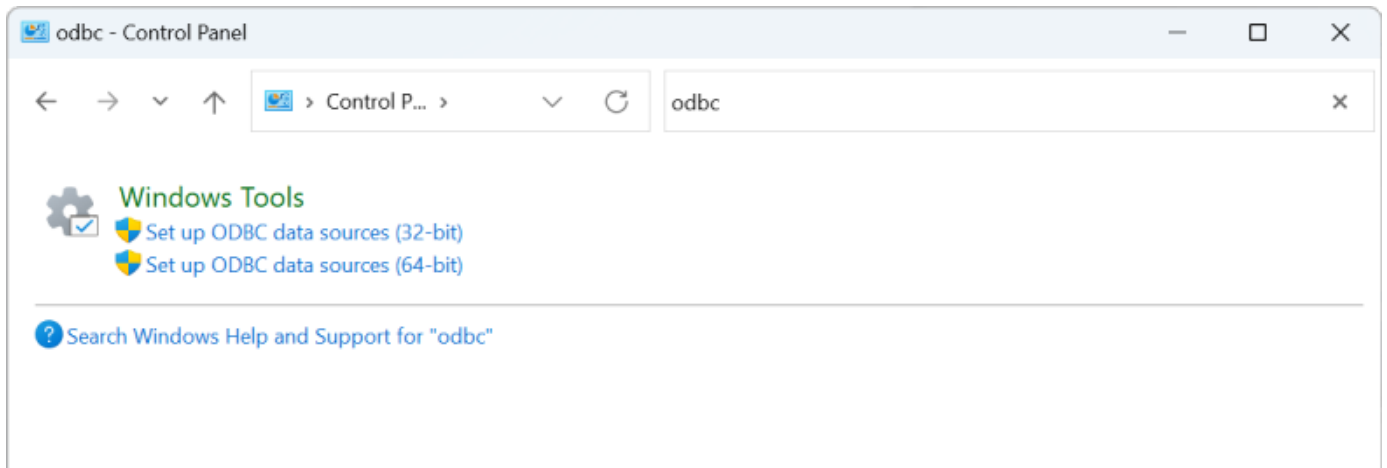 odbc - Control Panel
Control P...
odbc
Windows Tools
Set up ODBC data sources (32-bit)
Set up ODBC data sources (64-bit)
Search Windows Help and Support for "odbc"